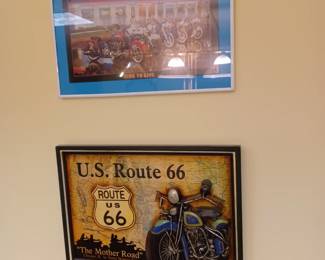 U.S. Route 66
ROUTE
US
66
"The Mother Road"